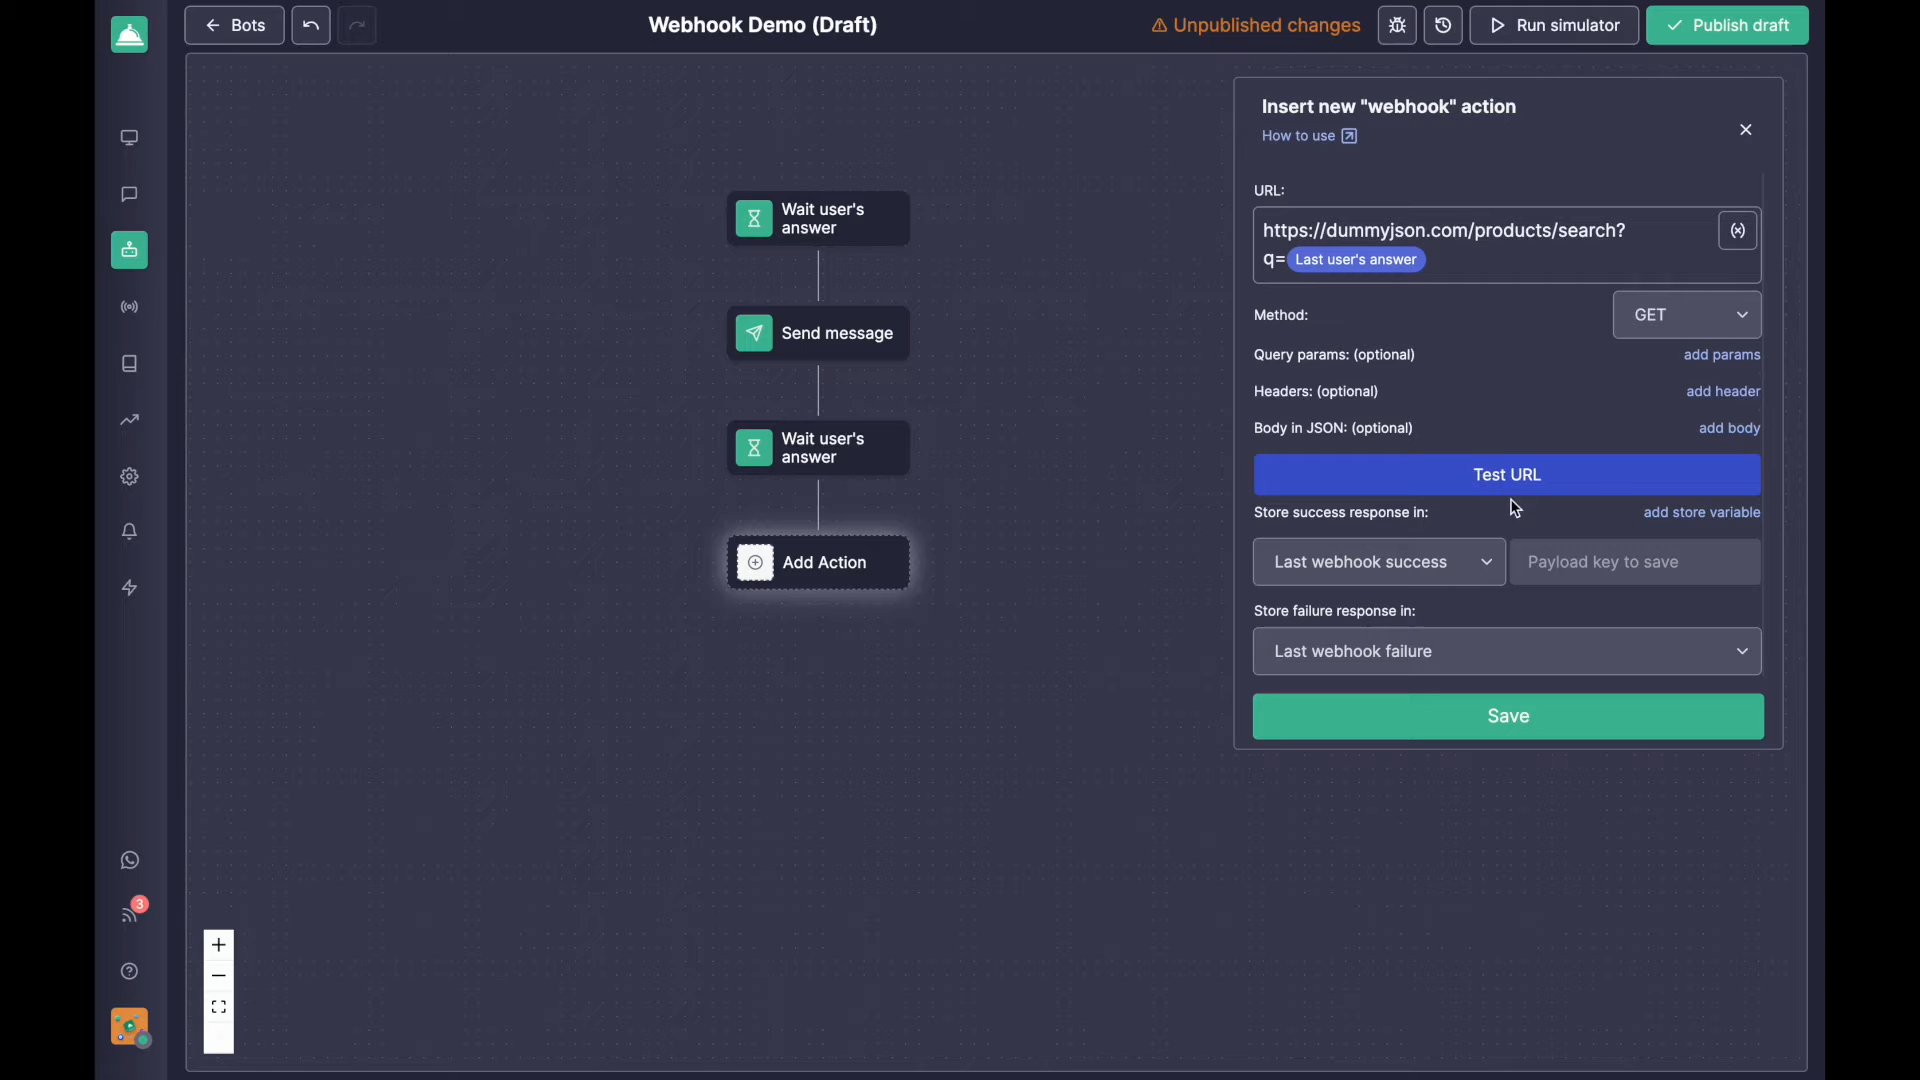 Bots
Webhook Demo (Draft)
Unpublished changes
Run simulator
Publish draft
Insert new "webhook" action
How to use
URL:
https://dummyjson.com/products/search?
q= Last user's answer
(x)
Method:
GET
Query params: (optional)
add params
Headers: (optional)
add header
Body in JSON: (optional)
add body
Test URL
Store success response in:
add store variable
Last webhook success
Payload key to save
Store failure response in:
Last webhook failure
Save
Wait user's
answer
Send message
Wait user's
answer
Add Action
3